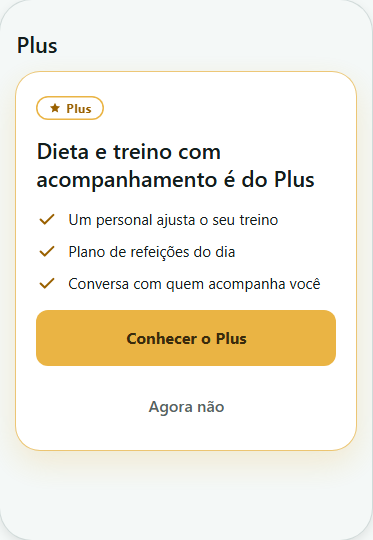 Plus
Plus
Dieta e treino com
acompanhamento é do Plus
Um personal ajusta o seu treino
Plano de refeições do dia
Conversa com quem acompanha você
Conhecer o Plus
Agora não